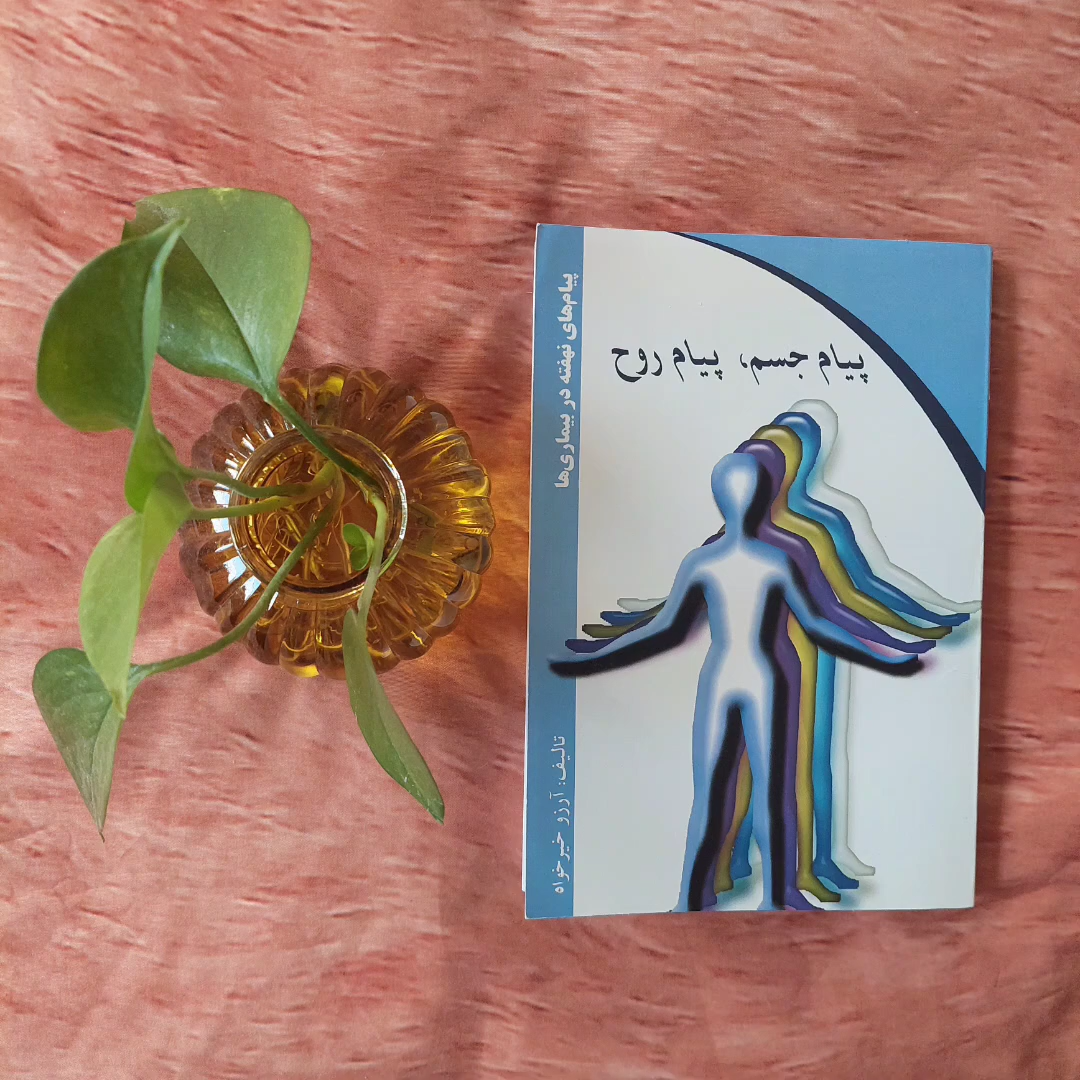 پیام جسم، پیام روح
پیام‌های نهفته در بیماری‌ها
تالیف: آرزو خیرخواه